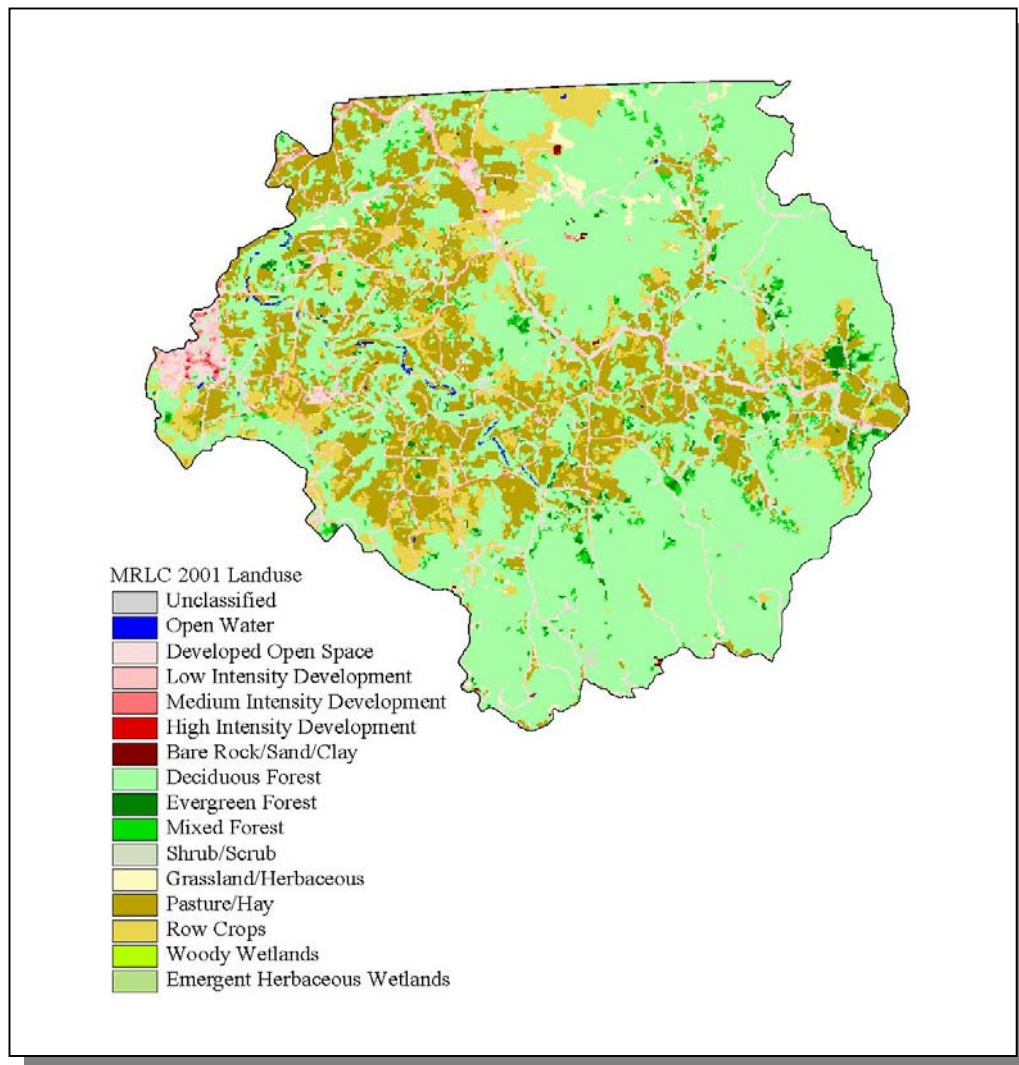 MRLC 2001 Landuse
Unclassified
Open Water
Developed Open Space
Low Intensity Development
Medium Intensity Development
High Intensity Development
Bare Rock/Sand/Clay
Deciduous Forest
Evergreen Forest
Mixed Forest
Shrub/Scrub
Grassland/Herbaceous
Pasture/Hay
Row Crops
Woody Wetlands
Emergent Herbaceous Wetlands